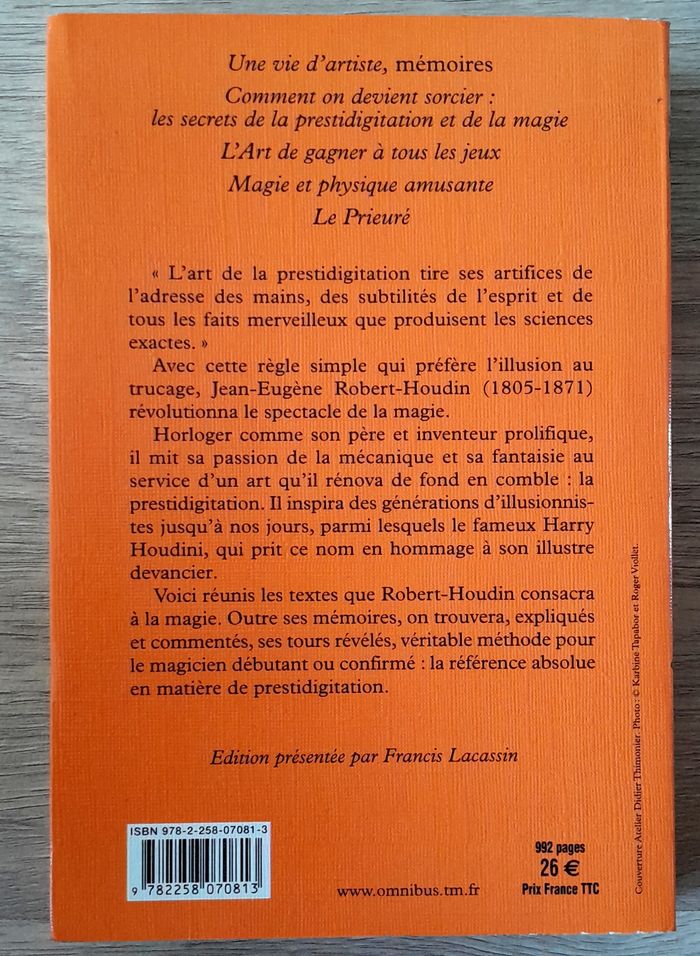 Une vie d'artiste, mémoires
Comment on devient sorcier :
les secrets de la prestidigitation et de la magie
L'Art de gagner à tous les jeux
Magie et physique amusante
Le Prieuré
« L'art de la prestidigitation tire ses artifices de
l'adresse des mains, des subtilités de l'esprit et de
tous les faits merveilleux que produisent les sciences
exactes. »
Avec cette règle simple qui préfère l'illusion au
trucage, Jean-Eugène Robert-Houdin (1805-1871)
révolutionna le spectacle de la magie.
Horloger comme son père et inventeur prolifique,
il mit sa passion de la mécanique et sa fantaisie au
service d'un art qu'il rénova de fond en comble : la
prestidigitation. Il inspira des générations d'illusionnis-
tes jusqu'à nos jours, parmi lesquels le fameux Harry
Houdini, qui prit ce nom en hommage à son illustre
devancier.
Voici réunis les textes que Robert-Houdin consacra
à la magie. Outre ses mémoires, on trouvera, expliqués
et commentés, ses tours révélés, véritable méthode pour
le magicien débutant ou confirmé : la référence absolue
en matière de prestidigitation.
Edition présentée par Francis Lacassin
ISBN 978-2-258-07081-3
9 782258 070813
www.omnibus.tm.fr
992 pages
26 €
Prix France TTC
Couverture Atelier Didier Thimonier. Photo : © Karbine Tapabor et Roger Viollet.